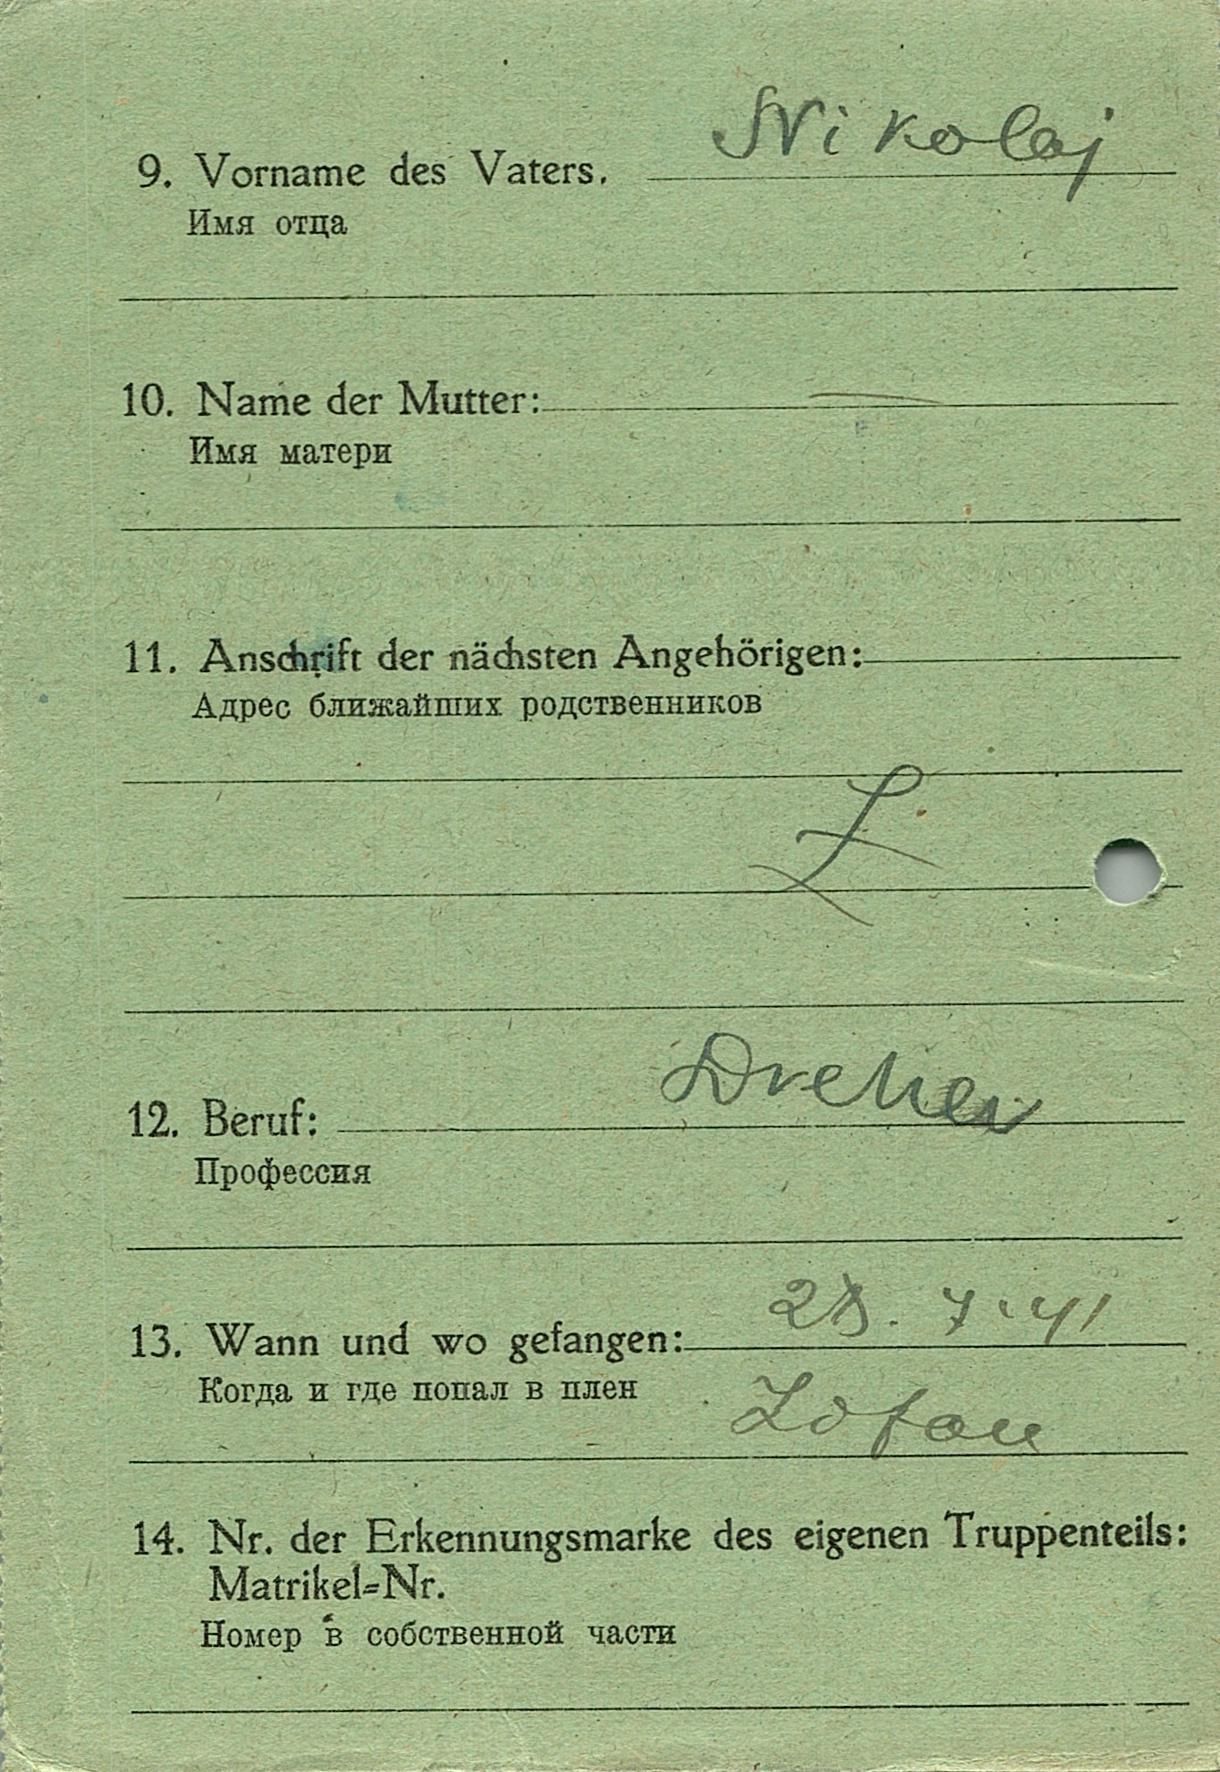 9. Vorname des Vaters. Nikolaj
Имя отца
10. Name der Mutter: —
Имя матери
11. Anschrift der nächsten Angehörigen:
Адрес ближайших родственников
12. Beruf: Dreher
Профессия
13. Wann und wo gefangen: 28. 7. 41
Когда и где попал в плен
14. Nr. der Erkennungsmarke des eigenen Truppenteils:
Matrikel=Nr.
Номер в собственной части